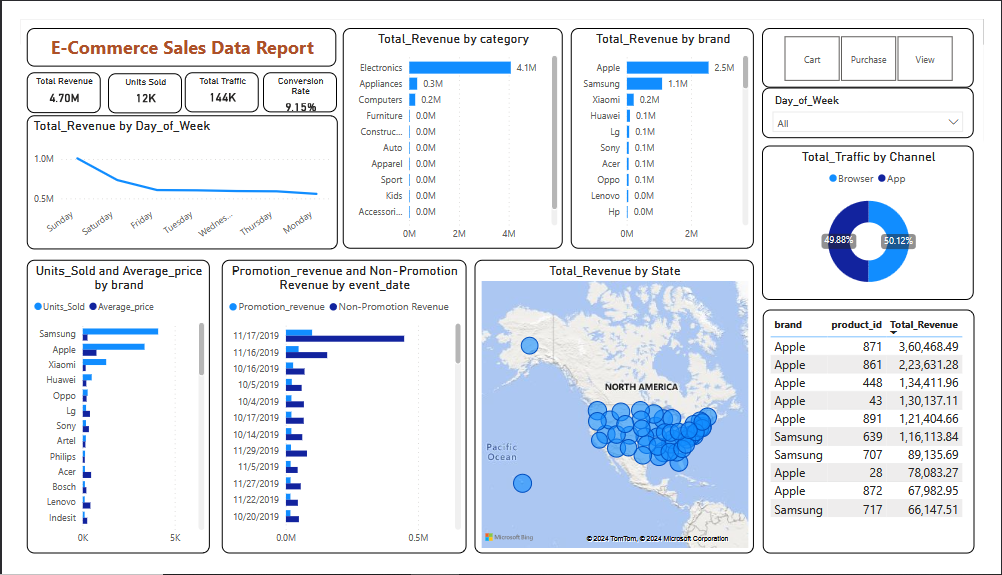 E-Commerce Sales Data Report
Total Revenue
4.70M
Units Sold
12K
Total Traffic
144K
Conversion
Rate
9.15%
Total_Revenue by Day_of_Week
1.0M
0.5M
Sunday
Saturday
Friday
Tuesday
Wednes...
Thursday
Monday
Total_Revenue by category
Electronics 4.1M
Appliances 0.3M
Computers 0.2M
Furniture 0.0M
Construc... 0.0M
Auto 0.0M
Apparel 0.0M
Sport 0.0M
Kids 0.0M
Accessori... 0.0M
0M 2M 4M
Total_Revenue by brand
Apple 2.5M
Samsung 1.1M
Xiaomi 0.2M
Huawei 0.1M
Lg 0.1M
Sony 0.1M
Acer 0.1M
Oppo 0.1M
Lenovo 0.0M
Hp 0.0M
0M 2M
Cart Purchase View
Day_of_Week
All
Total_Traffic by Channel
Browser App
49.88% 50.12%
Units_Sold and Average_price
by brand
Units_Sold Average_price
Samsung
Apple
Xiaomi
Huawei
Oppo
Lg
Sony
Artel
Philips
Acer
Bosch
Lenovo
Indesit
0K 5K
Promotion_revenue and Non-Promotion
Revenue by event_date
Promotion_revenue Non-Promotion Revenue
11/17/2019
11/16/2019
10/16/2019
10/5/2019
10/4/2019
10/17/2019
10/14/2019
11/29/2019
11/5/2019
11/27/2019
11/22/2019
10/20/2019
0.0M 0.5M
Total_Revenue by State
NORTH AMERICA
Pacific
Ocean
Microsoft Bing
© 2024 TomTom, © 2024 Microsoft Corporation
brand product_id Total_Revenue
Apple 871 3,60,468.49
Apple 861 2,23,631.28
Apple 448 1,34,411.96
Apple 43 1,30,137.11
Apple 891 1,21,404.66
Samsung 639 1,16,113.84
Samsung 707 89,135.69
Apple 28 78,083.27
Apple 872 67,982.95
Samsung 717 66,147.51